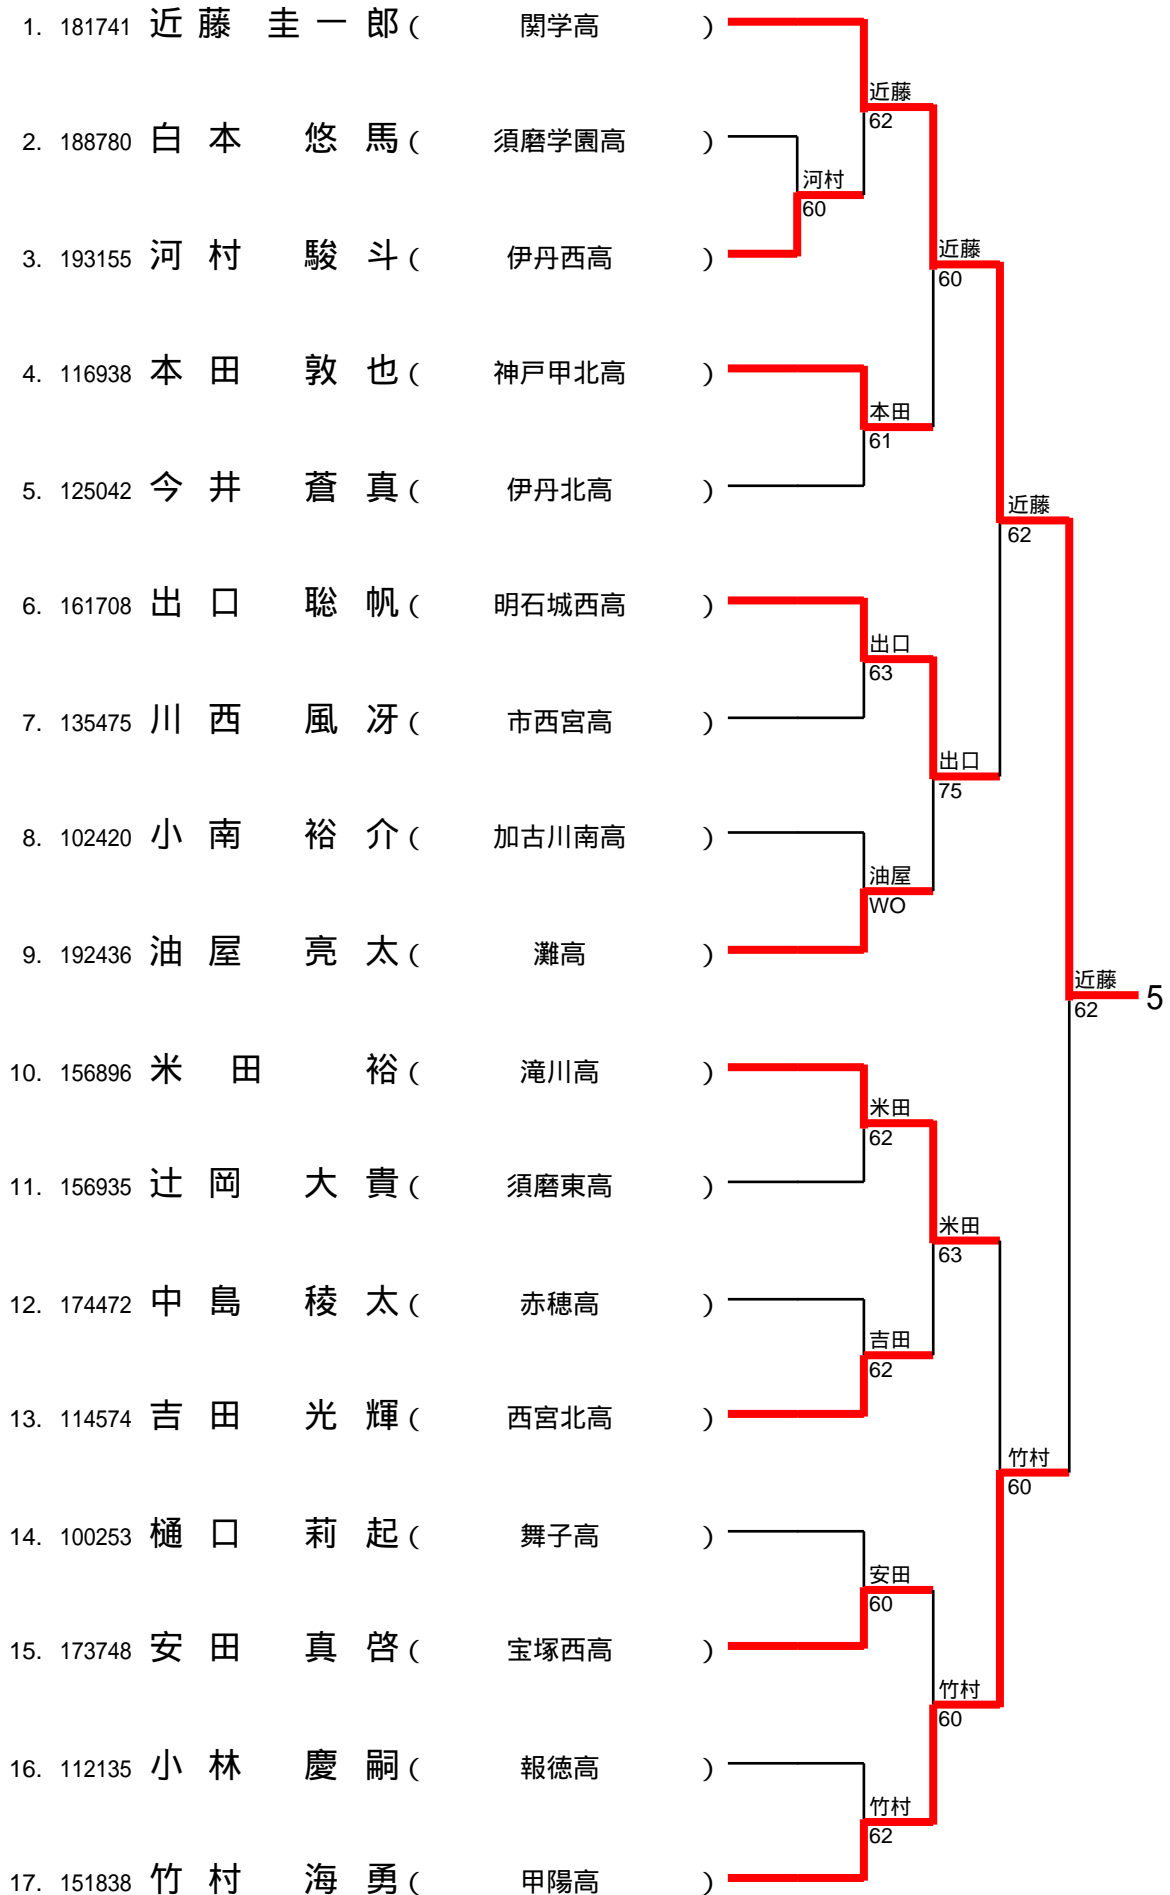 1. 181741 近藤 圭一郎 ( 関学高 )
近藤
62
2. 188780 白本 悠馬 ( 須磨学園高 )
河村
60
3. 193155 河村 駿斗 ( 伊丹西高 )
近藤
60
4. 116938 本田 敦也 ( 神戸甲北高 )
本田
61
5. 125042 今井 蒼真 ( 伊丹北高 )
近藤
62
6. 161708 出口 聡帆 ( 明石城西高 )
出口
63
7. 135475 川西 風冴 ( 市西宮高 )
出口
75
8. 102420 小南 裕介 ( 加古川南高 )
油屋
WO
9. 192436 油屋 亮太 ( 灘高 )
近藤
62
5
10. 156896 米田 裕 ( 滝川高 )
米田
62
11. 156935 辻岡 大貴 ( 須磨東高 )
米田
63
12. 174472 中島 稜太 ( 赤穂高 )
吉田
62
13. 114574 吉田 光輝 ( 西宮北高 )
竹村
60
14. 100253 樋口 莉起 ( 舞子高 )
安田
60
15. 173748 安田 真啓 ( 宝塚西高 )
竹村
60
16. 112135 小林 慶嗣 ( 報徳高 )
竹村
62
17. 151838 竹村 海勇 ( 甲陽高 )